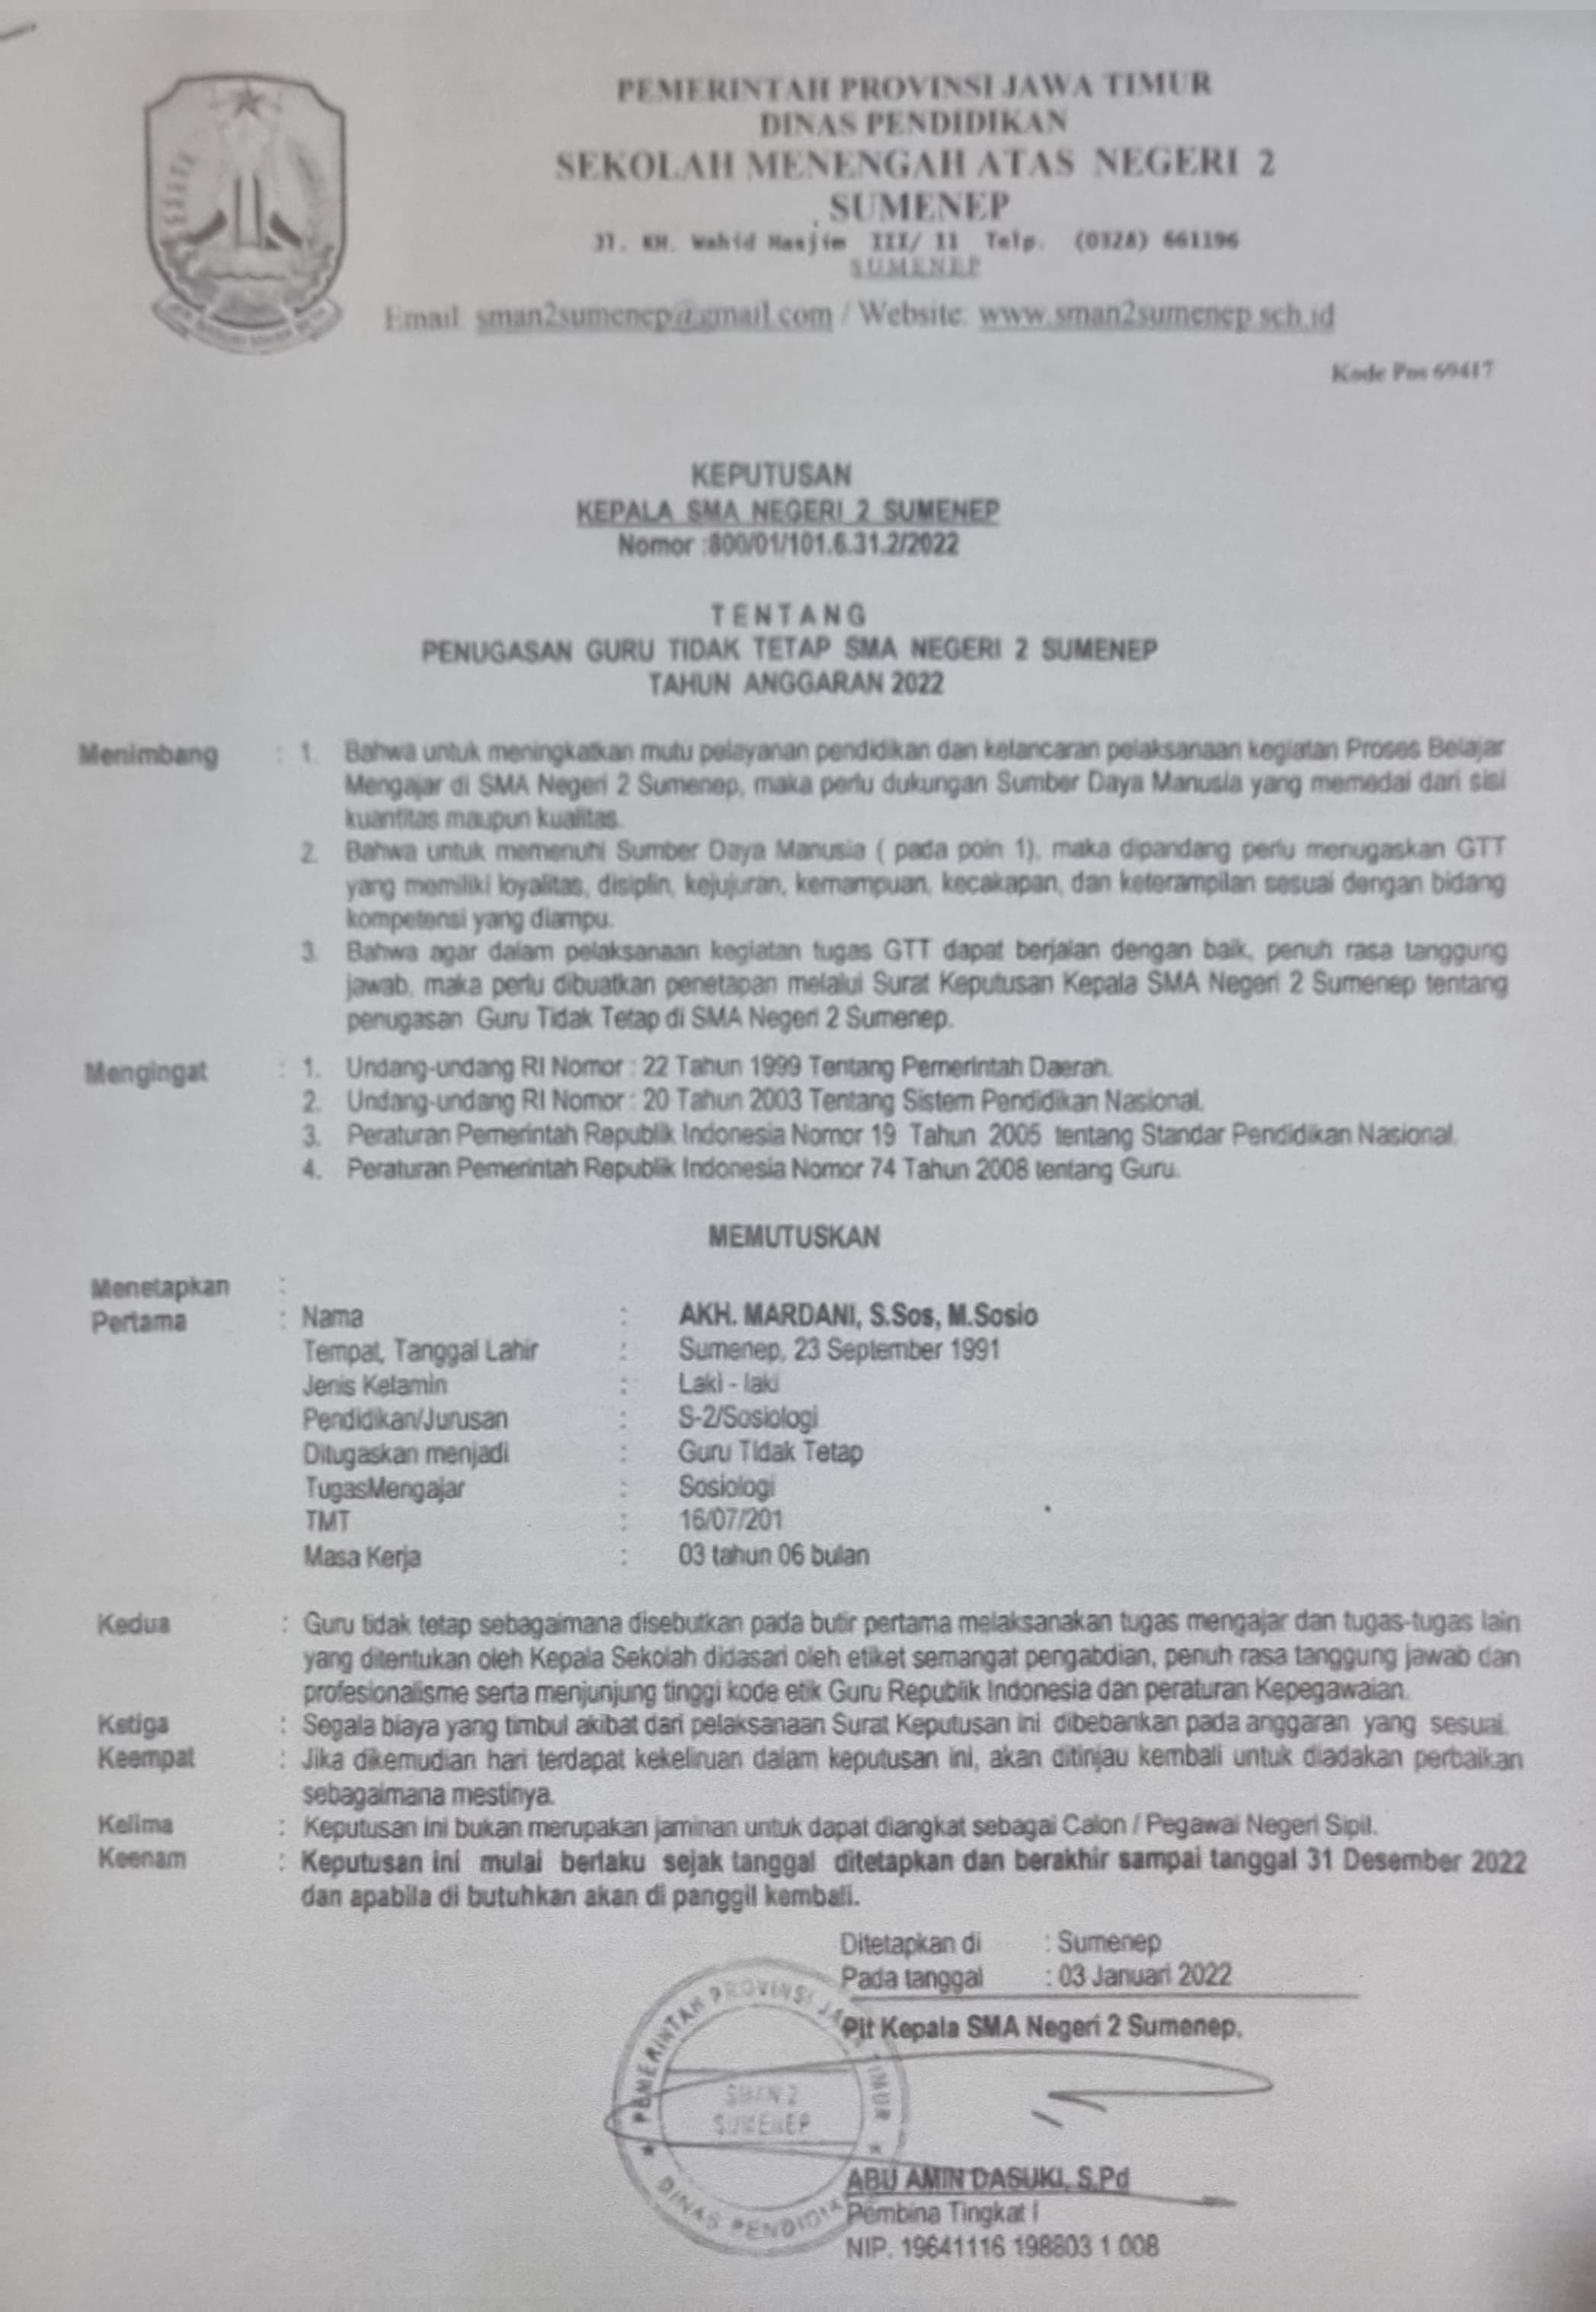 PEMERINTAH PROVINSI JAWA TIMUR
DINAS PENDIDIKAN
SEKOLAH MENENGAH ATAS NEGERI 2
SUMENEP
Jl. KH. Wahid Hasjim III/ 11 Telp. (0328) 661196
SUMENEP
Email: sman2sumenep@gmail.com / Website: www.sman2sumenep.sch.id
Kode Pos 69417
KEPUTUSAN
KEPALA SMA NEGERI 2 SUMENEP
Nomor :800/01/101.6.31.2/2022
TENTANG
PENUGASAN GURU TIDAK TETAP SMA NEGERI 2 SUMENEP
TAHUN ANGGARAN 2022
Menimbang : 1. Bahwa untuk meningkatkan mutu pelayanan pendidikan dan kelancaran pelaksanaan kegiatan Proses Belajar
Mengajar di SMA Negeri 2 Sumenep, maka perlu dukungan Sumber Daya Manusia yang memedai dari sisi
kuantitas maupun kualitas.
2. Bahwa untuk memenuhi Sumber Daya Manusia ( pada poin 1), maka dipandang perlu menugaskan GTT
yang memiliki loyalitas, disiplin, kejujuran, kemampuan, kecakapan, dan keterampilan sesuai dengan bidang
kompetensi yang diampu.
3. Bahwa agar dalam pelaksanaan kegiatan tugas GTT dapat berjalan dengan baik, penuh rasa tanggung
jawab, maka perlu dibuatkan penetapan melalui Surat Keputusan Kepala SMA Negeri 2 Sumenep tentang
penugasan Guru Tidak Tetap di SMA Negeri 2 Sumenep.
Mengingat : 1. Undang-undang RI Nomor : 22 Tahun 1999 Tentang Pemerintah Daerah.
2. Undang-undang RI Nomor : 20 Tahun 2003 Tentang Sistem Pendidikan Nasional.
3. Peraturan Pemerintah Republik Indonesia Nomor 19 Tahun 2005 tentang Standar Pendidikan Nasional.
4. Peraturan Pemerintah Republik Indonesia Nomor 74 Tahun 2008 tentang Guru.
MEMUTUSKAN
Menetapkan :
Pertama : Nama : AKH. MARDANI, S.Sos, M.Sosio
Tempat, Tanggal Lahir : Sumenep, 23 September 1991
Jenis Kelamin : Laki - laki
Pendidikan/Jurusan : S-2/Sosiologi
Ditugaskan menjadi : Guru Tidak Tetap
TugasMengajar : Sosiologi
TMT : 16/07/201
Masa Kerja : 03 tahun 06 bulan
Kedua : Guru tidak tetap sebagaimana disebutkan pada butir pertama melaksanakan tugas mengajar dan tugas-tugas lain
yang ditentukan oleh Kepala Sekolah didasari oleh etiket semangat pengabdian, penuh rasa tanggung jawab dan
profesionalisme serta menjunjung tinggi kode etik Guru Republik Indonesia dan peraturan Kepegawaian.
Ketiga : Segala biaya yang timbul akibat dari pelaksanaan Surat Keputusan ini dibebankan pada anggaran yang sesuai.
Keempat : Jika dikemudian hari terdapat kekeliruan dalam keputusan ini, akan ditinjau kembali untuk diadakan perbaikan
sebagaimana mestinya.
Kelima : Keputusan ini bukan merupakan jaminan untuk dapat diangkat sebagai Calon / Pegawai Negeri Sipil.
Keenam : Keputusan ini mulai berlaku sejak tanggal ditetapkan dan berakhir sampai tanggal 31 Desember 2022
dan apabila di butuhkan akan di panggil kembali.
Ditetapkan di : Sumenep
Pada tanggal : 03 Januari 2022
Plt Kepala SMA Negeri 2 Sumenep,
PEMERINTAH PROVINSI JAWA TIMUR
SMAN 2
SUMENEP
DINAS PENDIDIKAN
ABU AMIN DASUKI, S.Pd
Pembina Tingkat I
NIP. 19641116 198803 1 008